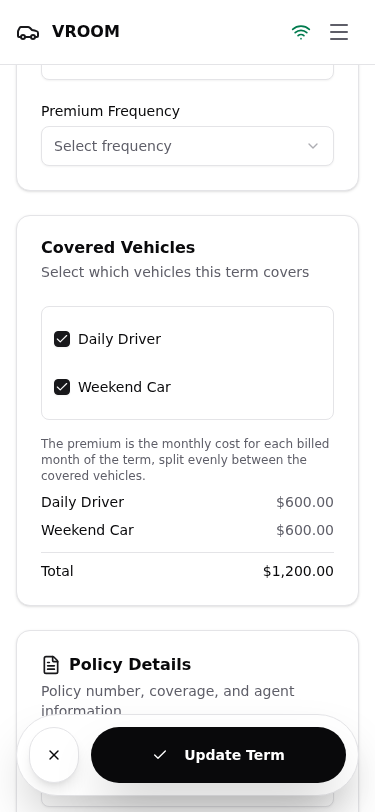 VROOM
Premium Frequency
Select frequency
Covered Vehicles
Select which vehicles this term covers
Daily Driver
Weekend Car
The premium is the monthly cost for each billed
month of the term, split evenly between the
covered vehicles.
Daily Driver $600.00
Weekend Car $600.00
Total $1,200.00
Policy Details
Policy number, coverage, and agent
information
Update Term